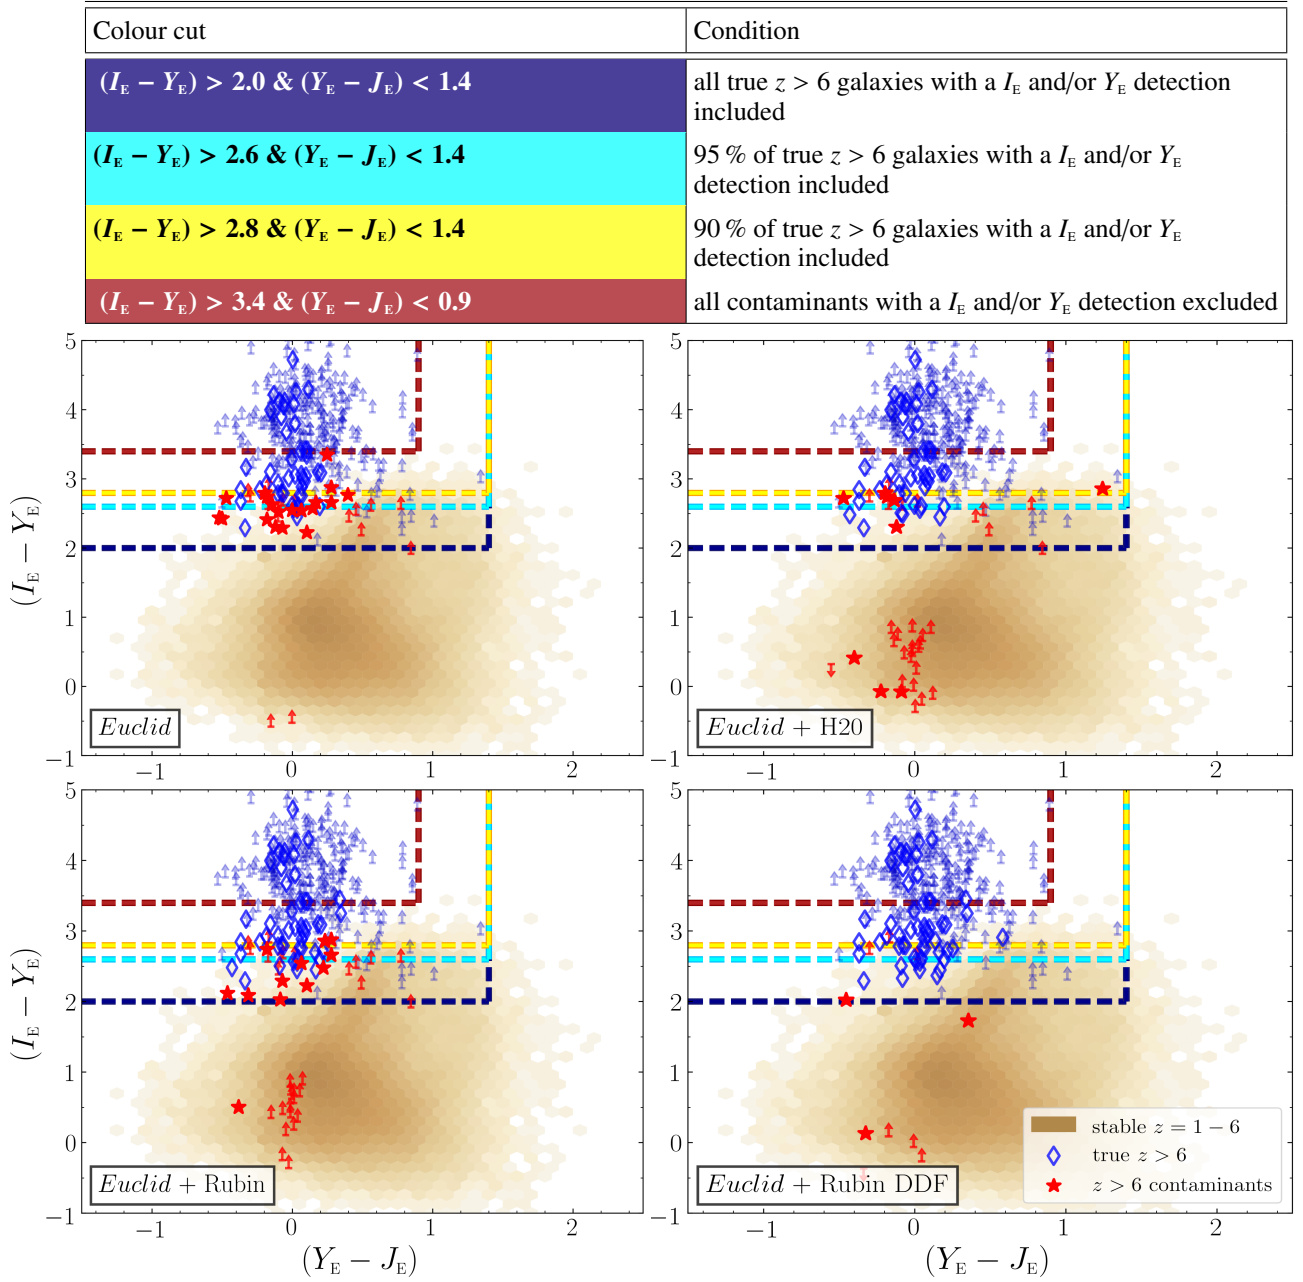 Colour cut Condition
(I_E − Y_E) > 2.0 & (Y_E − J_E) < 1.4 all true z > 6 galaxies with a I_E and/or Y_E detection
included
(I_E − Y_E) > 2.6 & (Y_E − J_E) < 1.4 95 % of true z > 6 galaxies with a I_E and/or Y_E
detection included
(I_E − Y_E) > 2.8 & (Y_E − J_E) < 1.4 90 % of true z > 6 galaxies with a I_E and/or Y_E
detection included
(I_E − Y_E) > 3.4 & (Y_E − J_E) < 0.9 all contaminants with a I_E and/or Y_E detection excluded
5
4
3
2
1
0
−1
(I_E − Y_E)
Euclid
−1 0 1 2
5
4
3
2
1
0
−1
Euclid + H20
−1 0 1 2
5
4
3
2
1
0
−1
(I_E − Y_E)
Euclid + Rubin
−1 0 1 2
(Y_E − J_E)
5
4
3
2
1
0
−1
stable z = 1 − 6
true z > 6
z > 6 contaminants
Euclid + Rubin DDF
−1 0 1 2
(Y_E − J_E)